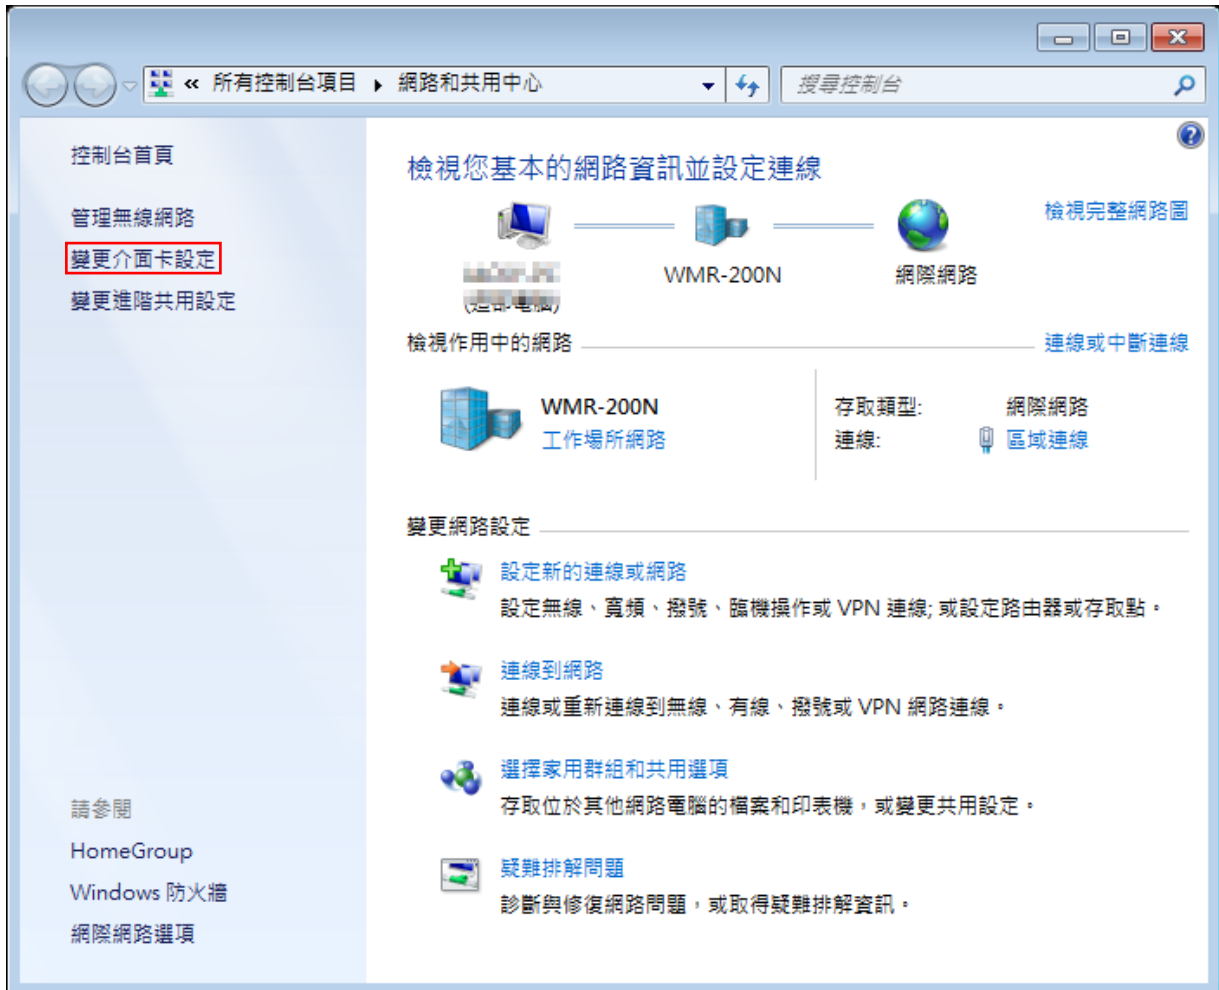 « 所有控制台項目 ▸ 網路和共用中心
搜尋控制台
控制台首頁
管理無線網路
變更介面卡設定
變更進階共用設定
請參閱
HomeGroup
Windows 防火牆
網際網路選項
檢視您基本的網路資訊並設定連線
檢視完整網路圖
WMR-200N
網際網路
檢視作用中的網路
連線或中斷連線
WMR-200N
工作場所網路
存取類型: 網際網路
連線: 區域連線
變更網路設定
設定新的連線或網路
設定無線、寬頻、撥號、臨機操作或 VPN 連線; 或設定路由器或存取點。
連線到網路
連線或重新連線到無線、有線、撥號或 VPN 網路連線。
選擇家用群組和共用選項
存取位於其他網路電腦的檔案和印表機，或變更共用設定。
疑難排解問題
診斷與修復網路問題，或取得疑難排解資訊。